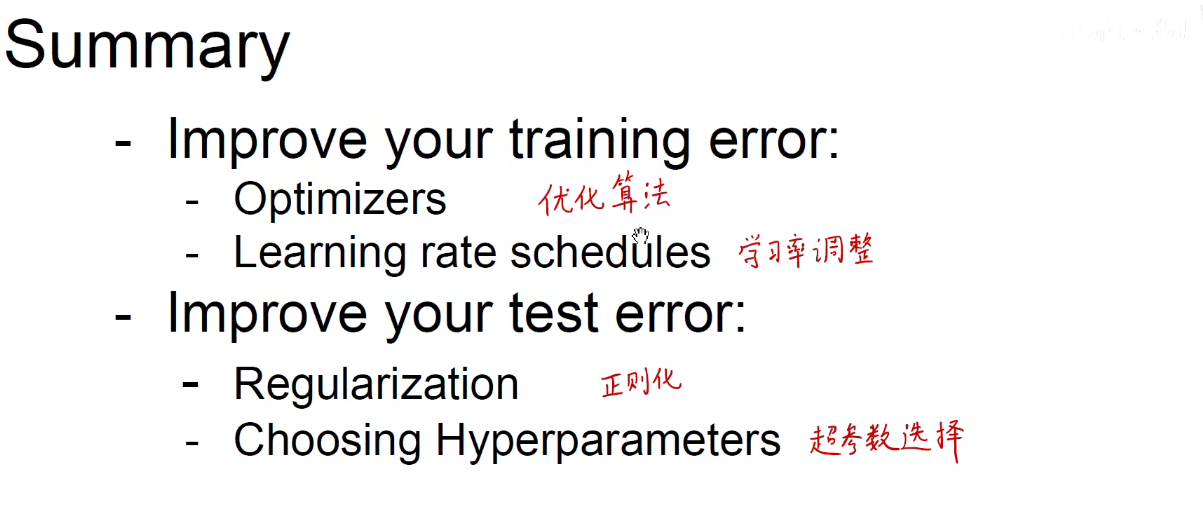 Summary
- Improve your training error:
- Optimizers 优化算法
- Learning rate schedules 学习率调整
- Improve your test error:
- Regularization 正则化
- Choosing Hyperparameters 超参数选择